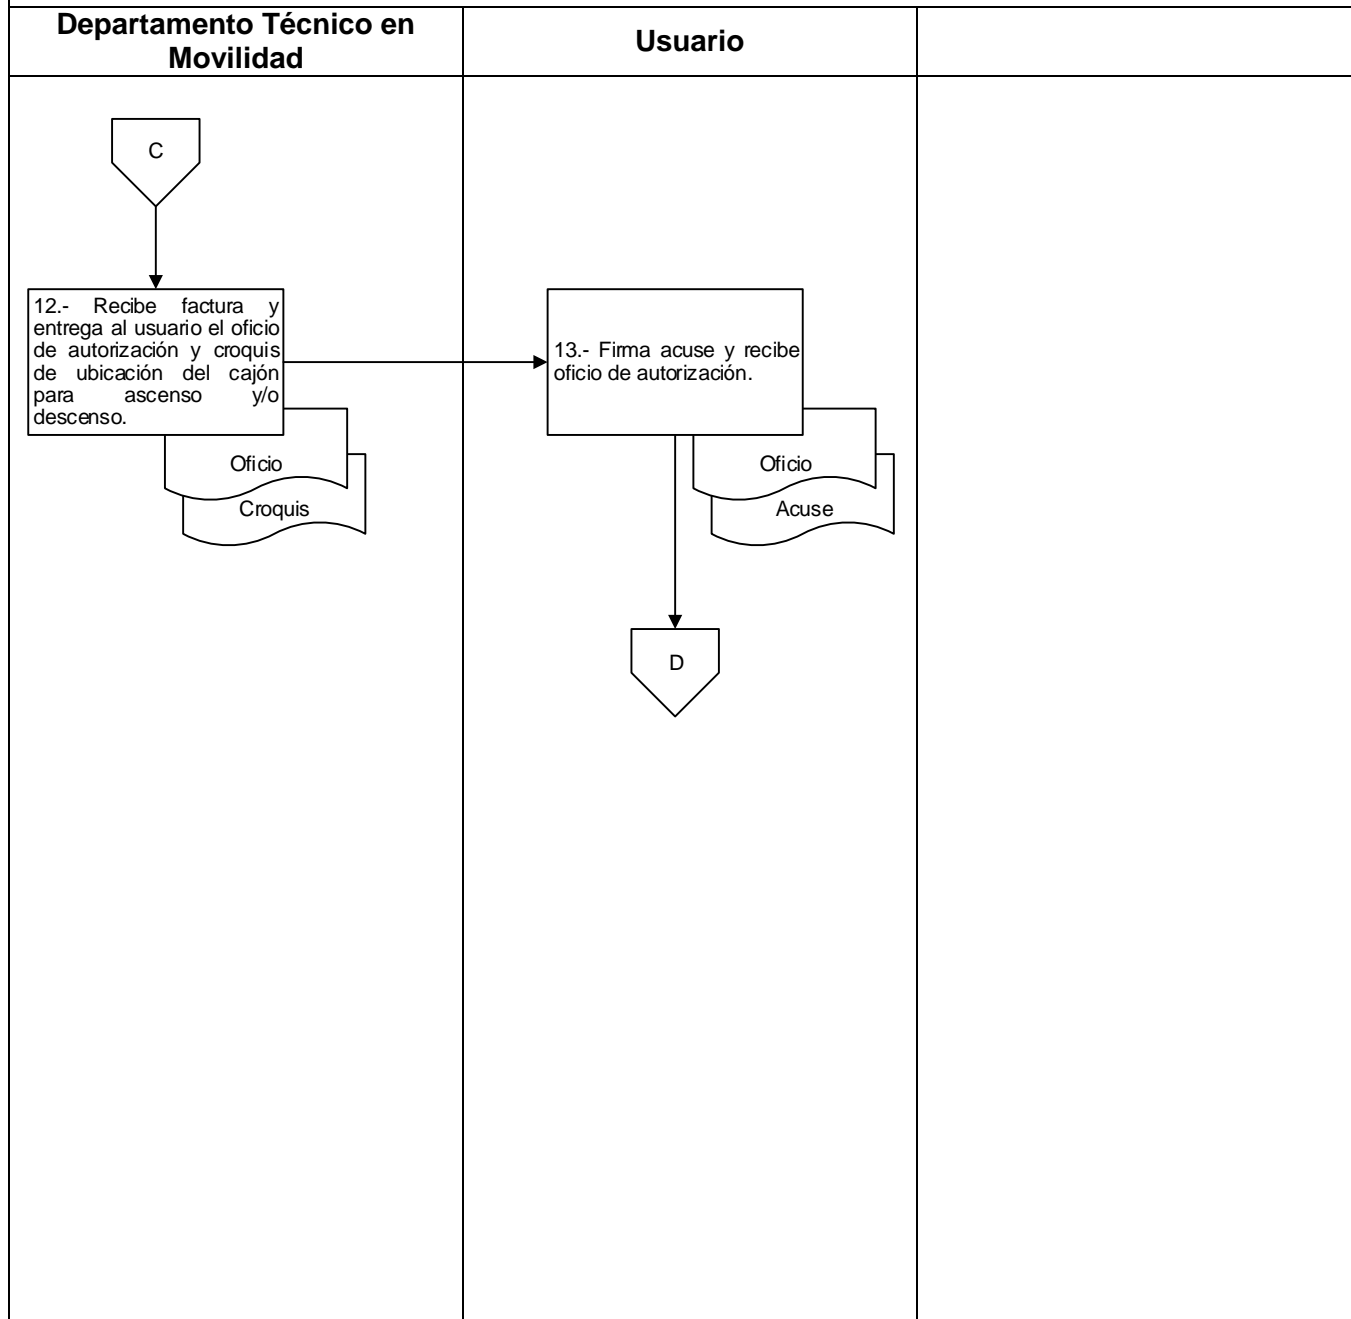 Departamento Técnico en
Movilidad
Usuario
C
12.- Recibe factura y
entrega al usuario el oficio
de autorización y croquis
de ubicación del cajón
para ascenso y/o
descenso.
Oficio
Croquis
13.- Firma acuse y recibe
oficio de autorización.
Oficio
Acuse
D